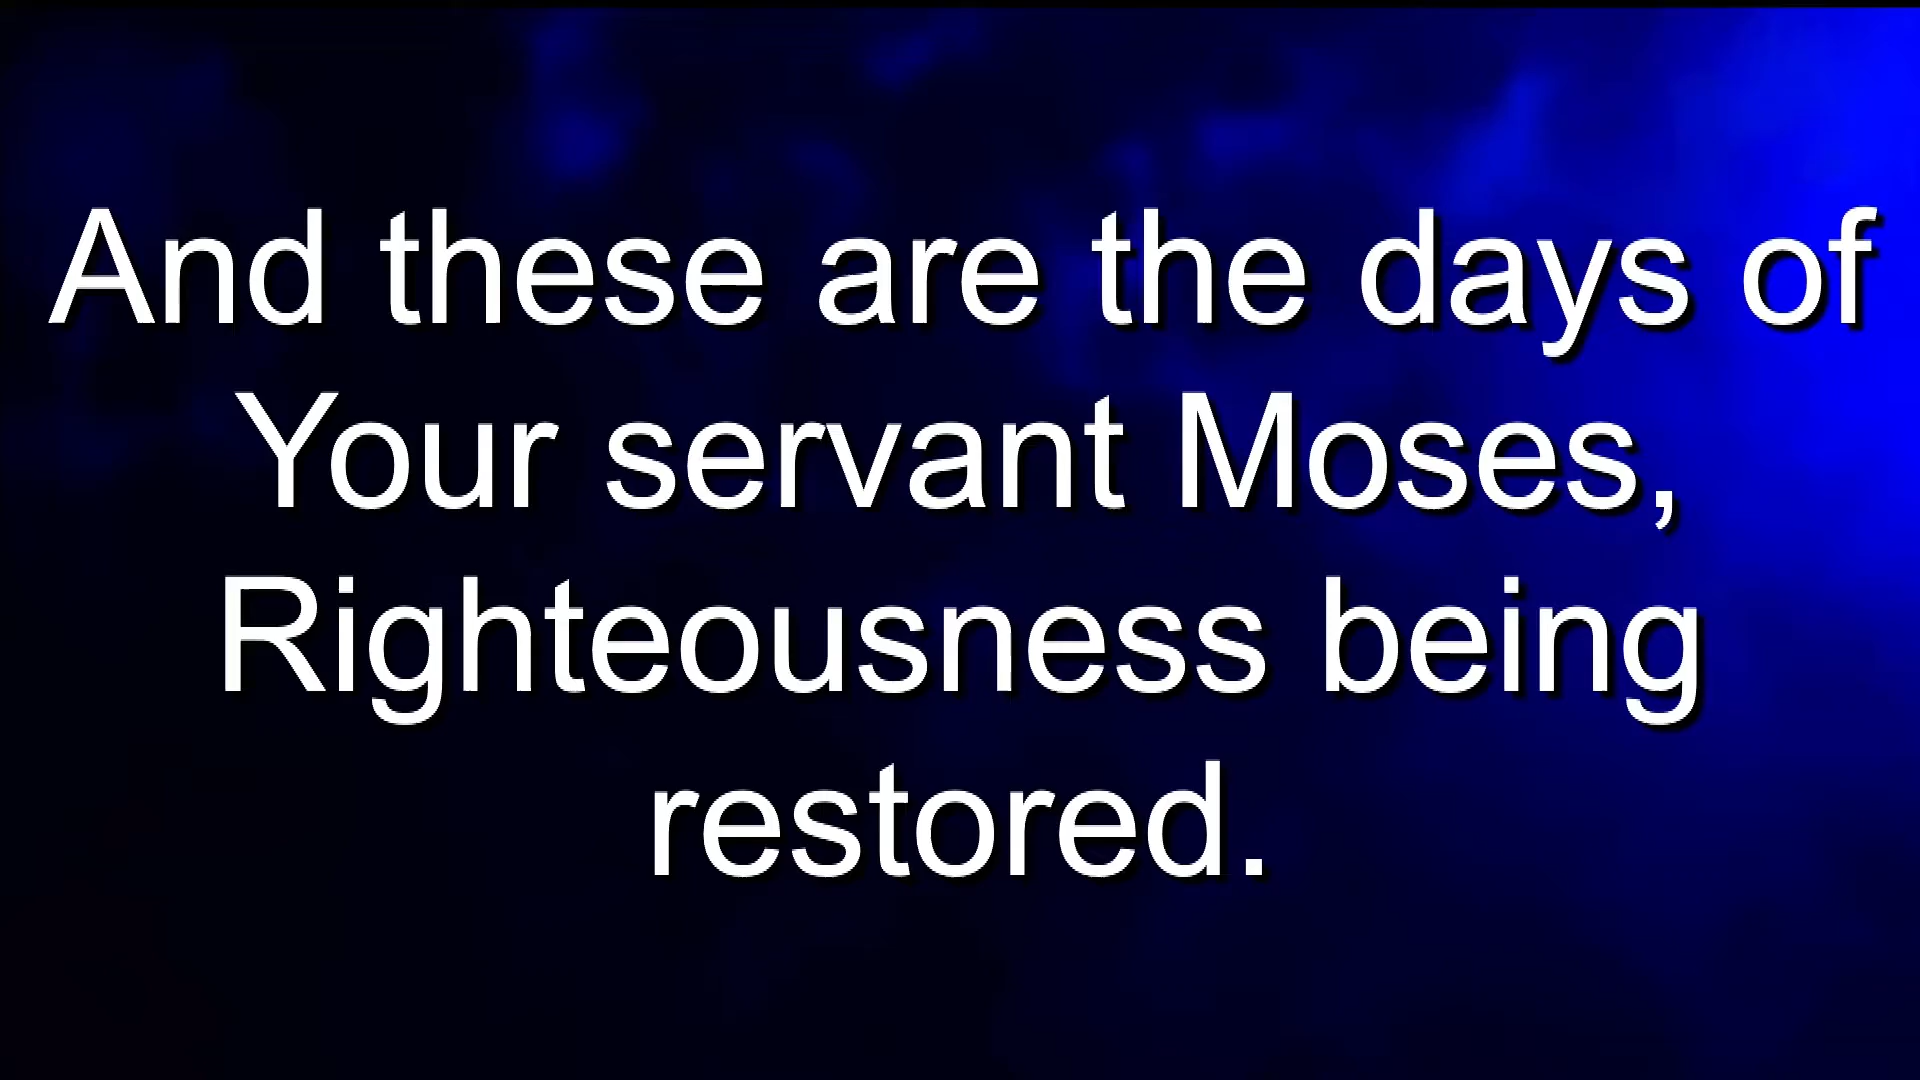 And these are the days of
Your servant Moses,
Righteousness being
restored.